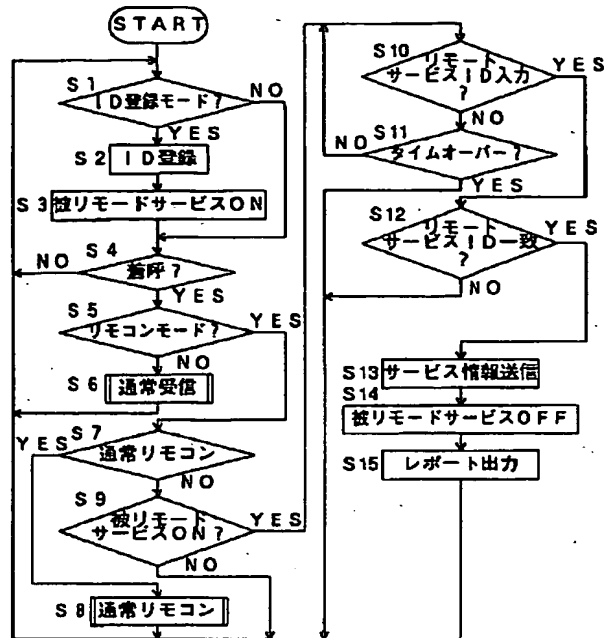 START
S1
ID登録モード?
NO
YES
S2
ID登録
S3
被リモードサービスON
S4
着呼?
NO
YES
S5
リモコンモード?
YES
NO
S6
通常受信
S7
YES
通常リモコン
NO
S9
被リモード
サービスON?
YES
NO
S8
通常リモコン
S10
リモート
サービスID入力
?
YES
NO
S11
NO
タイムオーバー?
YES
S12
リモート
サービスID一致
?
YES
NO
S13
サービス情報送信
S14
被リモードサービスOFF
S15
レポート出力